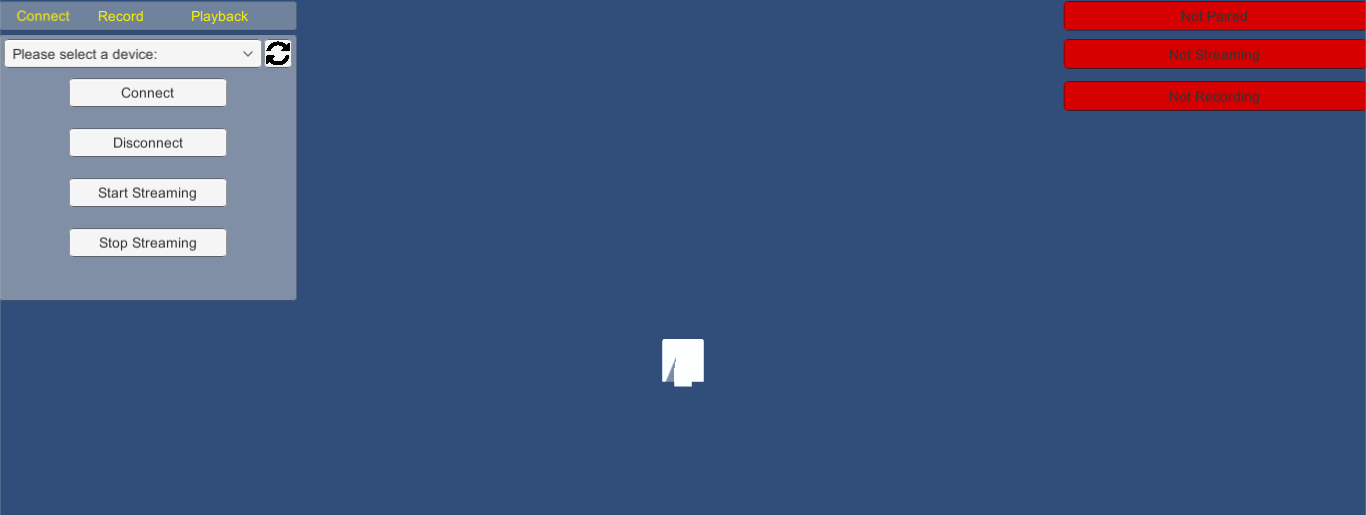 Connect Record Playback
Please select a device:
Connect
Disconnect
Start Streaming
Stop Streaming
Not Paired
Not Streaming
Not Recording